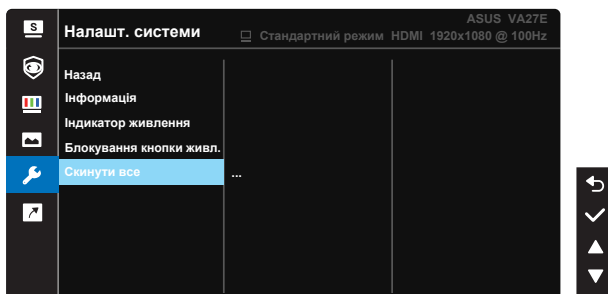 S
Налашт. системи
ASUS VA27E
Стандартний режим HDMI 1920x1080 @ 100Hz
Назад
Інформація
Індикатор живлення
Блокування кнопки живл.
Скинути все ...